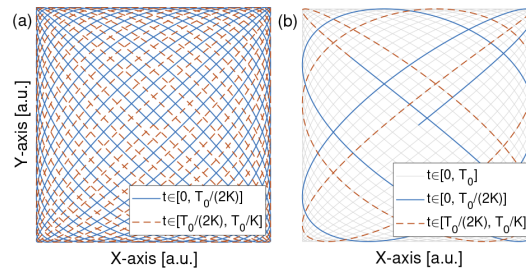 (a)
Y-axis [a.u.]
t∈[0, T₀/(2K)]
t∈[T₀/(2K), T₀/K]
X-axis [a.u.]
(b)
t∈[0, T₀]
t∈[0, T₀/(2K)]
t∈[T₀/(2K), T₀/K]
X-axis [a.u.]